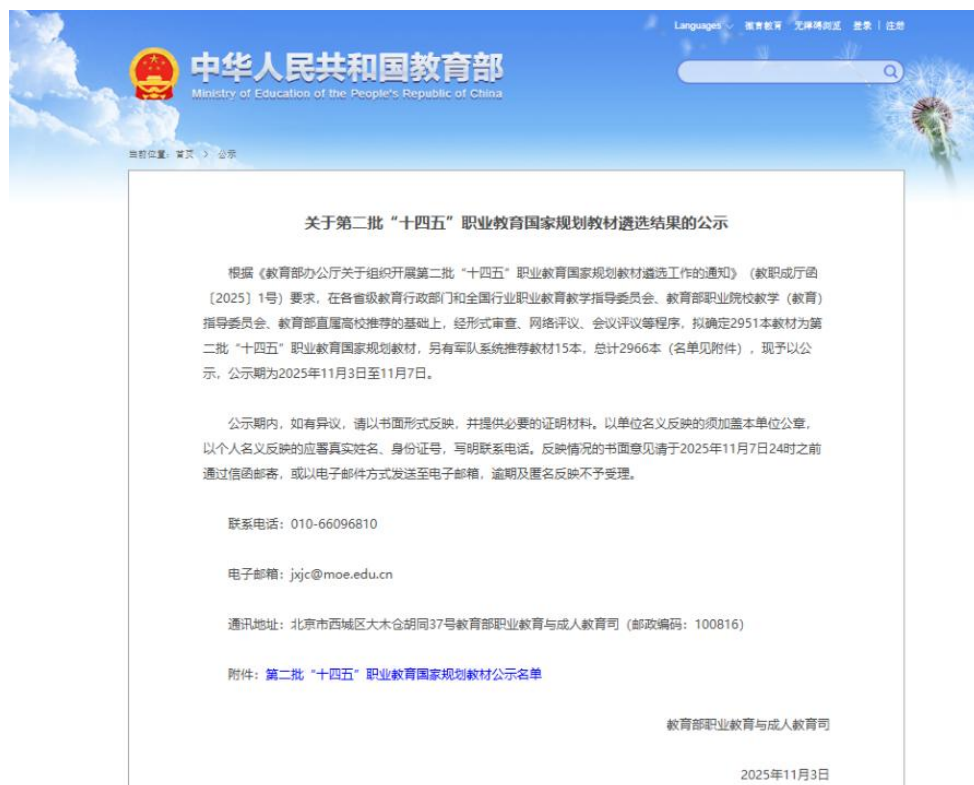 Languages 微言教育 无障碍浏览 登录 | 注册
中华人民共和国教育部
Ministry of Education of the People's Republic of China
当前位置: 首页 > 公示
关于第二批“十四五”职业教育国家规划教材遴选结果的公示
根据《教育部办公厅关于组织开展第二批“十四五”职业教育国家规划教材遴选工作的通知》（教职成厅函
〔2025〕1号）要求，在各省级教育行政部门和全国行业职业教育教学指导委员会、教育部职业院校教学（教育）
指导委员会、教育部直属高校推荐的基础上，经形式审查、网络评议、会议评议等程序，拟确定2951本教材为第
二批“十四五”职业教育国家规划教材，另有军队系统推荐教材15本，总计2966本（名单见附件），现予以公
示，公示期为2025年11月3日至11月7日。
公示期内，如有异议，请以书面形式反映，并提供必要的证明材料。以单位名义反映的须加盖本单位公章，
以个人名义反映的应署真实姓名、身份证号，写明联系电话。反映情况的书面意见请于2025年11月7日24时之前
通过信函邮寄，或以电子邮件方式发送至电子邮箱，逾期及匿名反映不予受理。
联系电话：010-66096810
电子邮箱：jxjc@moe.edu.cn
通讯地址：北京市西城区大木仓胡同37号教育部职业教育与成人教育司（邮政编码：100816）
附件：第二批“十四五”职业教育国家规划教材公示名单
教育部职业教育与成人教育司
2025年11月3日